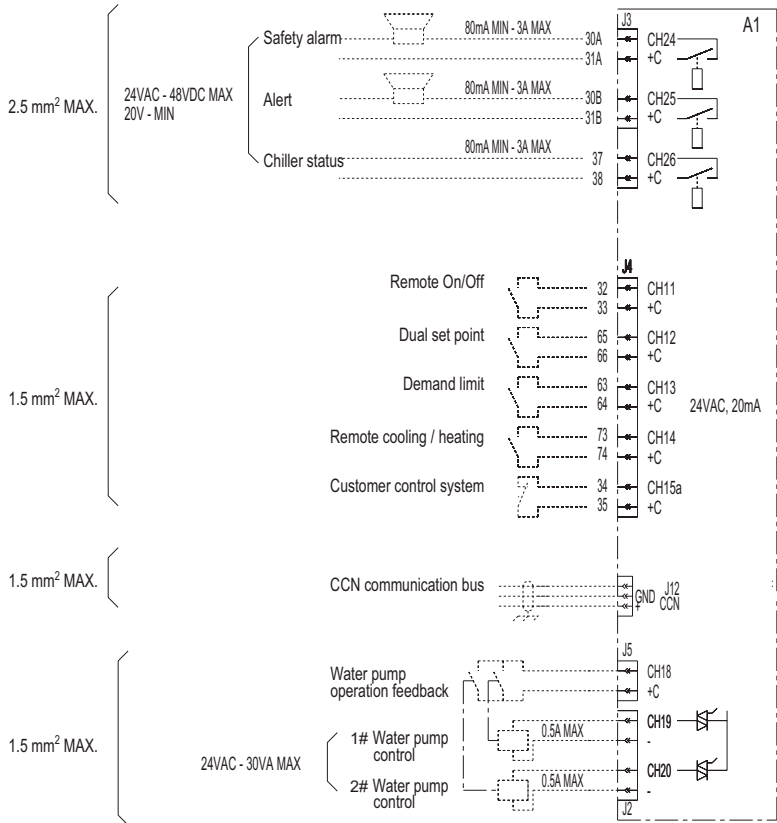 J3
A1
Safety alarm
80mA MIN - 3A MAX
30A
CH24
31A
+C
2.5 mm² MAX.
24VAC - 48VDC MAX
20V - MIN
Alert
80mA MIN - 3A MAX
30B
CH25
31B
+C
Chiller status
80mA MIN - 3A MAX
37
CH26
38
+C
J4
Remote On/Off
32
CH11
33
+C
Dual set point
65
CH12
66
+C
1.5 mm² MAX.
Demand limit
63
CH13
64
+C
24VAC, 20mA
Remote cooling / heating
73
CH14
74
+C
Customer control system
34
CH15a
35
+C
1.5 mm² MAX.
CCN communication bus
-
GND
J12
+
CCN
J5
Water pump
operation feedback
CH18
+C
1.5 mm² MAX.
24VAC - 30VA MAX
1# Water pump
control
0.5A MAX
CH19
-
2# Water pump
control
0.5A MAX
CH20
-
J2